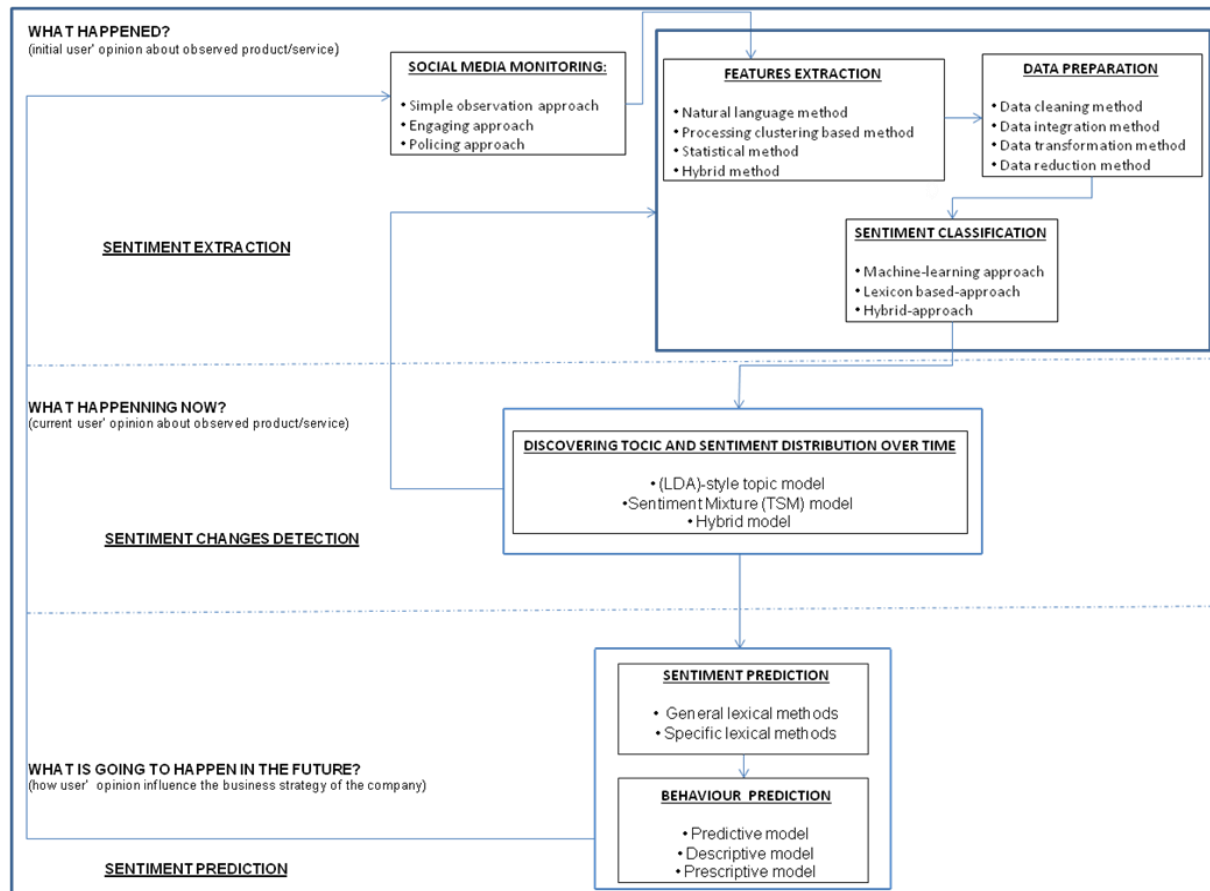 WHAT HAPPENED?
(initial user' opinion about observed product/service)
SOCIAL MEDIA MONITORING:
• Simple observation approach
• Engaging approach
• Policing approach
FEATURES EXTRACTION
• Natural language method
• Processing clustering based method
• Statistical method
• Hybrid method
DATA PREPARATION
• Data cleaning method
• Data integration method
• Data transformation method
• Data reduction method
SENTIMENT CLASSIFICATION
• Machine-learning approach
• Lexicon based-approach
• Hybrid-approach
SENTIMENT EXTRACTION
WHAT HAPPENNING NOW?
(current user' opinion about observed product/service)
DISCOVERING TOCIC AND SENTIMENT DISTRIBUTION OVER TIME
• (LDA)-style topic model
• Sentiment Mixture (TSM) model
• Hybrid model
SENTIMENT CHANGES DETECTION
SENTIMENT PREDICTION
• General lexical methods
• Specific lexical methods
WHAT IS GOING TO HAPPEN IN THE FUTURE?
(how user' opinion influence the business strategy of the company)
BEHAVIOUR PREDICTION
• Predictive model
• Descriptive model
• Prescriptive model
SENTIMENT PREDICTION